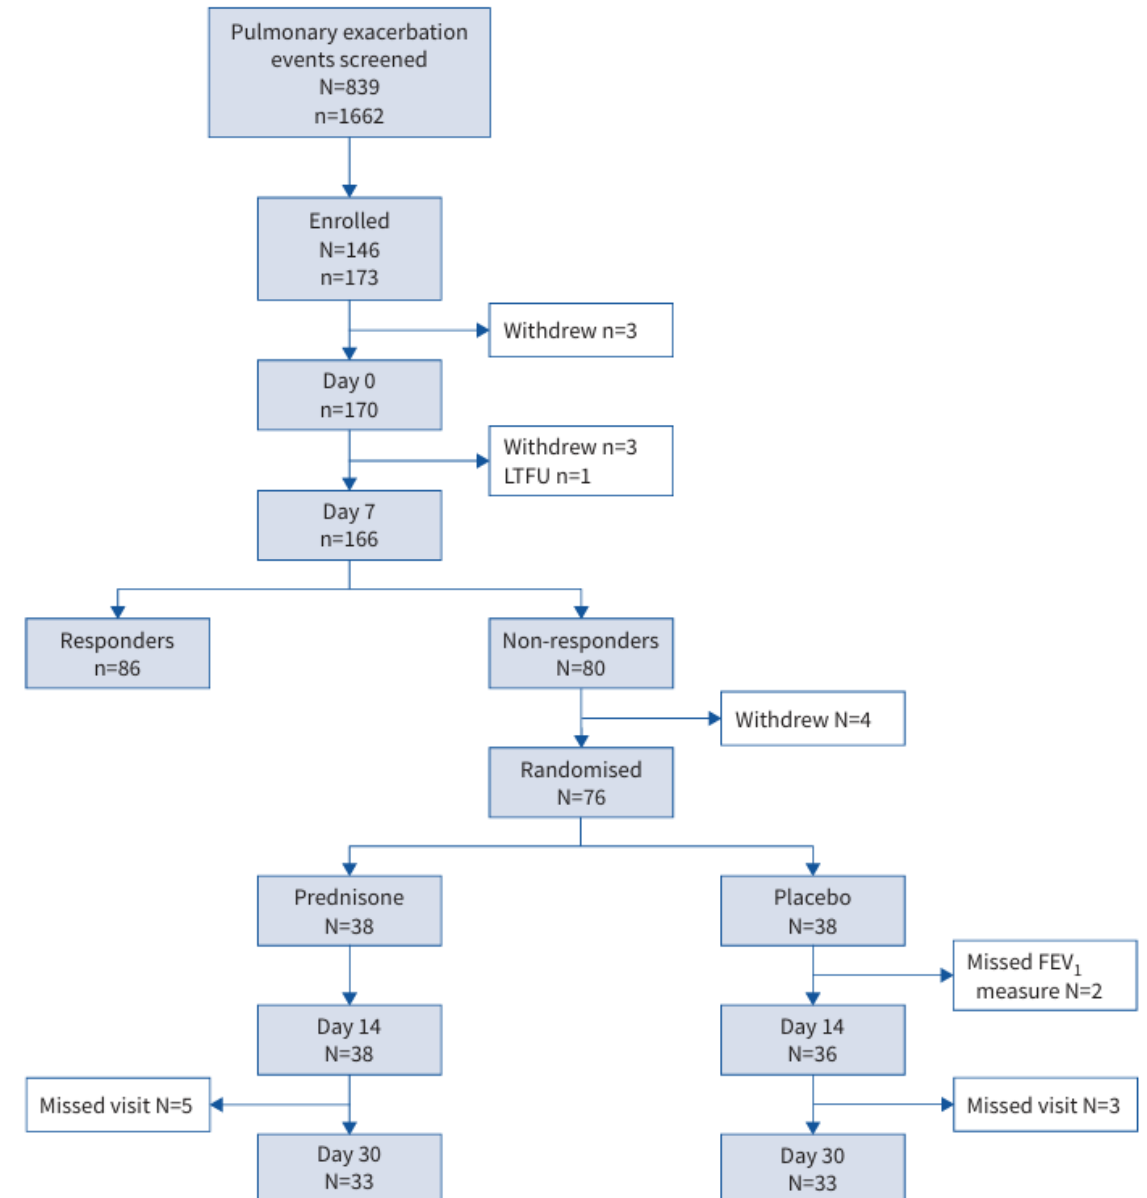 Pulmonary exacerbation
events screened
N=839
n=1662
Enrolled
N=146
n=173
Withdrew n=3
Day 0
n=170
Withdrew n=3
LTFU n=1
Day 7
n=166
Responders
n=86
Non-responders
N=80
Withdrew N=4
Randomised
N=76
Prednisone
N=38
Placebo
N=38
Missed FEV1
measure N=2
Day 14
N=38
Day 14
N=36
Missed visit N=5
Missed visit N=3
Day 30
N=33
Day 30
N=33